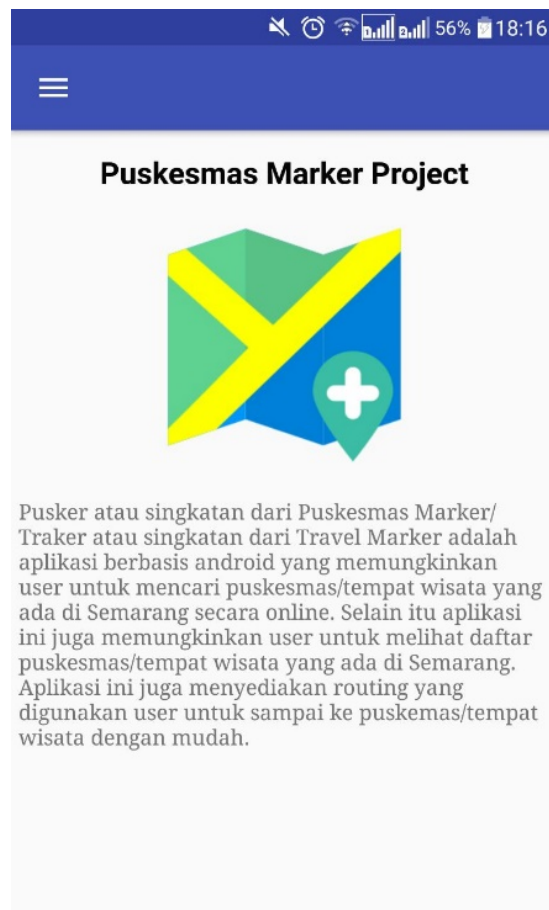 56% 18:16
Puskesmas Marker Project
Pusker atau singkatan dari Puskesmas Marker/
Traker atau singkatan dari Travel Marker adalah
aplikasi berbasis android yang memungkinkan
user untuk mencari puskesmas/tempat wisata yang
ada di Semarang secara online. Selain itu aplikasi
ini juga memungkinkan user untuk melihat daftar
puskesmas/tempat wisata yang ada di Semarang.
Aplikasi ini juga menyediakan routing yang
digunakan user untuk sampai ke puskemas/tempat
wisata dengan mudah.